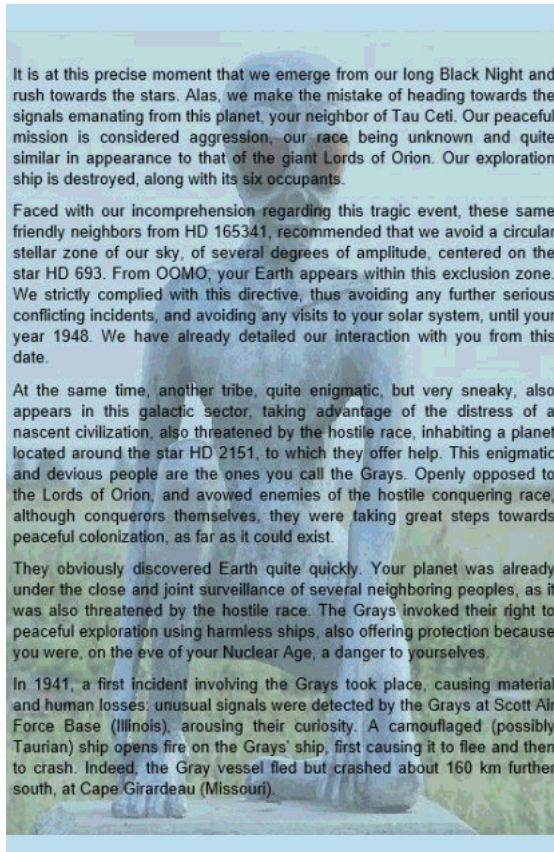 It is at this precise moment that we emerge from our long Black Night and
rush towards the stars. Alas, we make the mistake of heading towards the
signals emanating from this planet, your neighbor of Tau Ceti. Our peaceful
mission is considered aggression, our race being unknown and quite
similar in appearance to that of the giant Lords of Orion. Our exploration
ship is destroyed, along with its six occupants.
Faced with our incomprehension regarding this tragic event, these same
friendly neighbors from HD 165341, recommended that we avoid a circular
stellar zone of our sky, of several degrees of amplitude, centered on the
star HD 693. From OOMO, your Earth appears within this exclusion zone.
We strictly complied with this directive, thus avoiding any further serious
conflicting incidents, and avoiding any visits to your solar system, until your
year 1948. We have already detailed our interaction with you from this
date.
At the same time, another tribe, quite enigmatic, but very sneaky, also
appears in this galactic sector, taking advantage of the distress of a
nascent civilization, also threatened by the hostile race, inhabiting a planet
located around the star HD 2151, to which they offer help. This enigmatic
and devious people are the ones you call the Grays. Openly opposed to
the Lords of Orion, and avowed enemies of the hostile conquering race,
although conquerors themselves, they were taking great steps towards
peaceful colonization, as far as it could exist.
They obviously discovered Earth quite quickly. Your planet was already
under the close and joint surveillance of several neighboring peoples, as it
was also threatened by the hostile race. The Grays invoked their right to
peaceful exploration using harmless ships, also offering protection because
you were, on the eve of your Nuclear Age, a danger to yourselves.
In 1941, a first incident involving the Grays took place, causing material
and human losses: unusual signals were detected by the Grays at Scott Air
Force Base (Illinois), arousing their curiosity. A camouflaged (possibly
Taurian) ship opens fire on the Grays' ship, first causing it to flee and then
to crash. Indeed, the Gray vessel fled but crashed about 160 km further
south, at Cape Girardeau (Missouri).